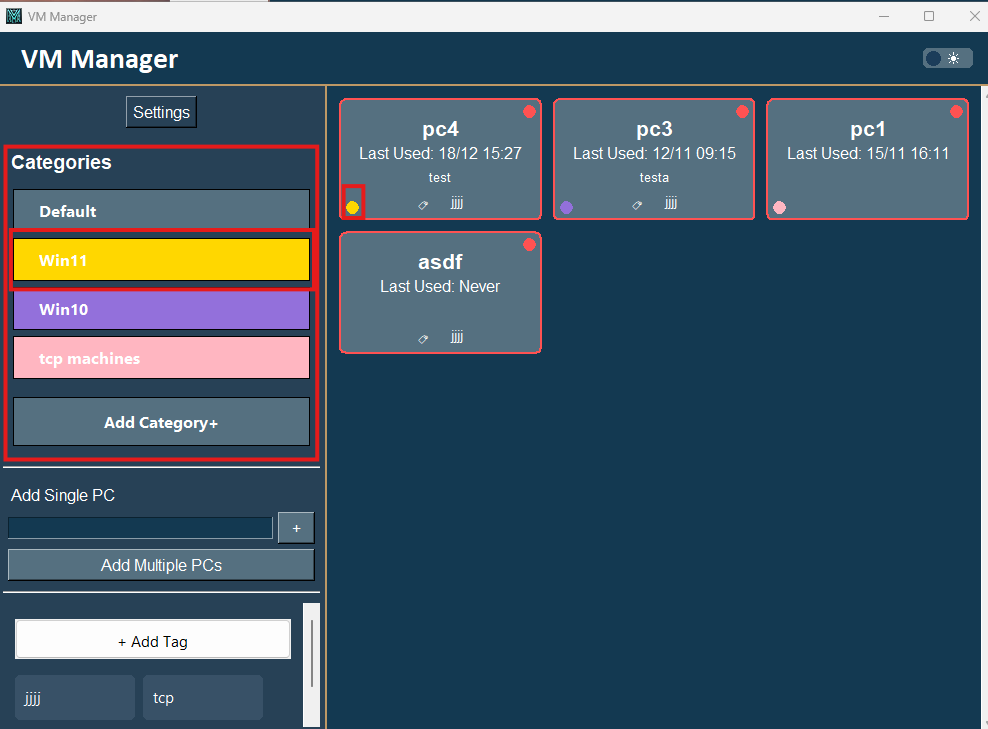 VM Manager
VM Manager
Settings
Categories
Default
Win11
Win10
tcp machines
Add Category+
Add Single PC
+
Add Multiple PCs
+ Add Tag
jjjj
tcp
pc4
Last Used: 18/12 15:27
test
jjjj
pc3
Last Used: 12/11 09:15
testa
jjjj
pc1
Last Used: 15/11 16:11
asdf
Last Used: Never
jjjj